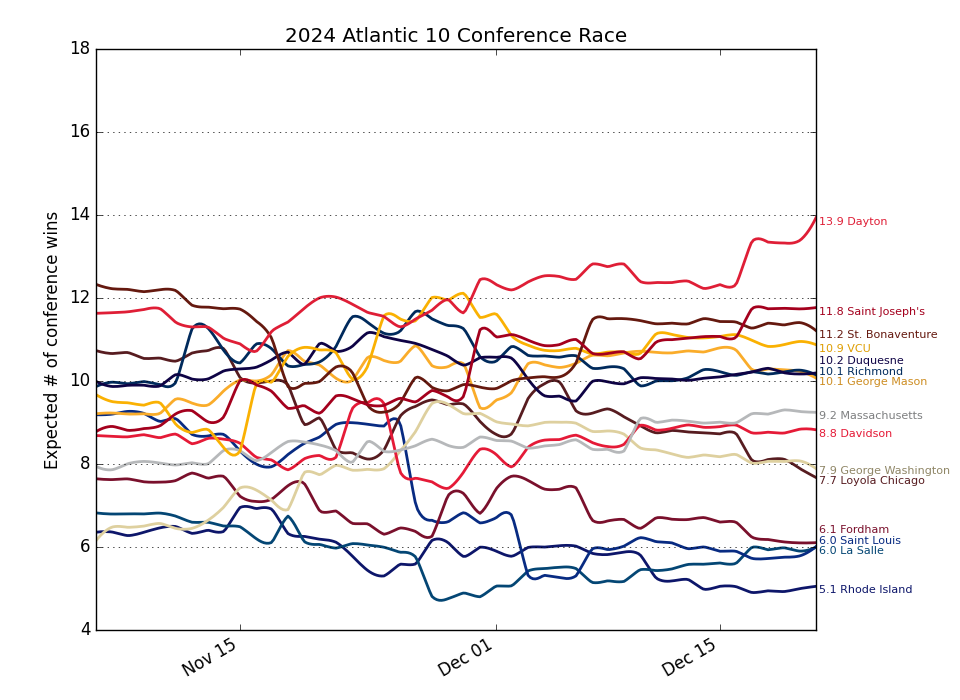 2024 Atlantic 10 Conference Race
Expected # of conference wins
18
16
14
12
10
8
6
4
Nov 15
Dec 01
Dec 15
13.9 Dayton
11.8 Saint Joseph's
11.2 St. Bonaventure
10.9 VCU
10.2 Duquesne
10.1 Richmond
10.1 George Mason
9.2 Massachusetts
8.8 Davidson
7.9 George Washington
7.7 Loyola Chicago
6.1 Fordham
6.0 Saint Louis
6.0 La Salle
5.1 Rhode Island